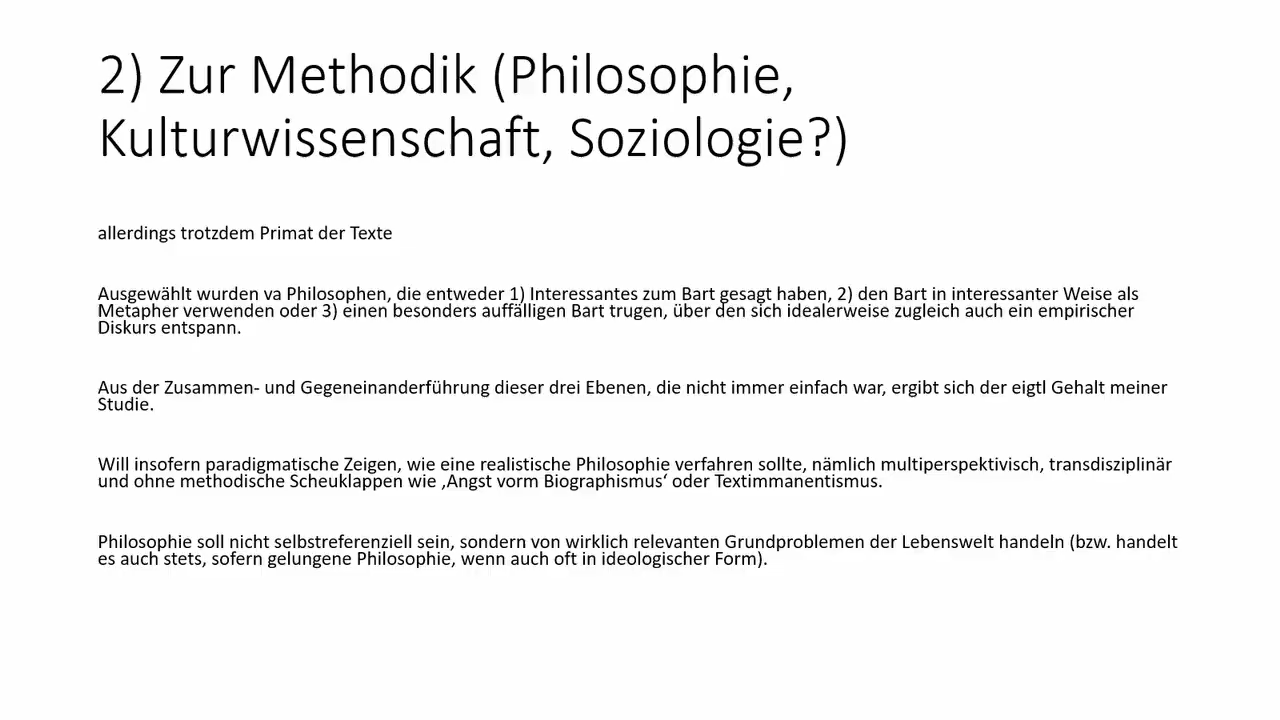 2) Zur Methodik (Philosophie,
Kulturwissenschaft, Soziologie?)
allerdings trotzdem Primat der Texte
Ausgewählt wurden va Philosophen, die entweder 1) Interessantes zum Bart gesagt haben, 2) den Bart in interessanter Weise als
Metapher verwenden oder 3) einen besonders auffälligen Bart trugen, über den sich idealerweise zugleich auch ein empirischer
Diskurs entspann.
Aus der Zusammen- und Gegeneinanderführung dieser drei Ebenen, die nicht immer einfach war, ergibt sich der eigtl Gehalt meiner
Studie.
Will insofern paradigmatische Zeigen, wie eine realistische Philosophie verfahren sollte, nämlich multiperspektivisch, transdisziplinär
und ohne methodische Scheuklappen wie ‚Angst vorm Biographismus‘ oder Textimmanentismus.
Philosophie soll nicht selbstreferenziell sein, sondern von wirklich relevanten Grundproblemen der Lebenswelt handeln (bzw. handelt
es auch stets, sofern gelungene Philosophie, wenn auch oft in ideologischer Form).